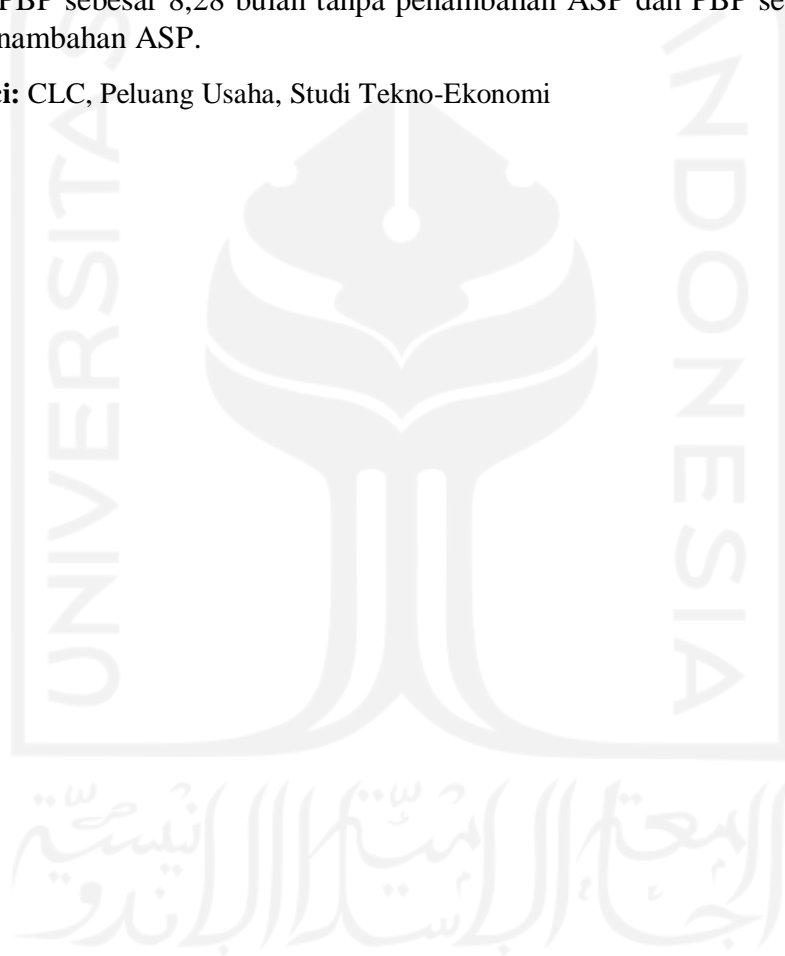 PBP sebesar 8,28 bulan tanpa penambahan ASP dan PBP se
nambahan ASP.
ci: CLC, Peluang Usaha, Studi Tekno-Ekonomi
UNIVERSITAS
INDONESIA